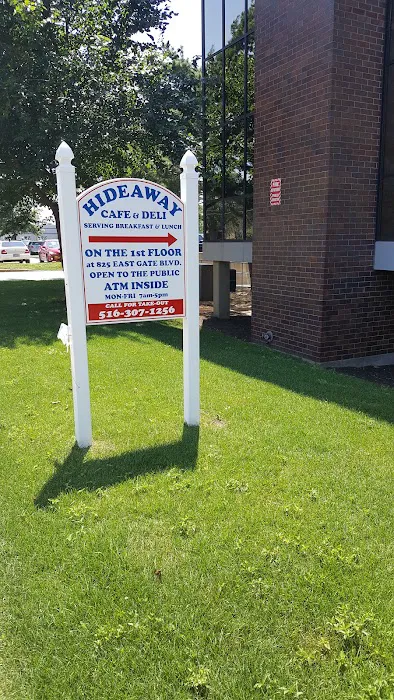 HIDEAWAY
CAFE & DELI
SERVING BREAKFAST & LUNCH
ON THE 1st FLOOR
at 825 EAST GATE BLVD.
OPEN TO THE PUBLIC
ATM INSIDE
MON-FRI 7am-5pm
CALL FOR TAKE-OUT
516-307-1256